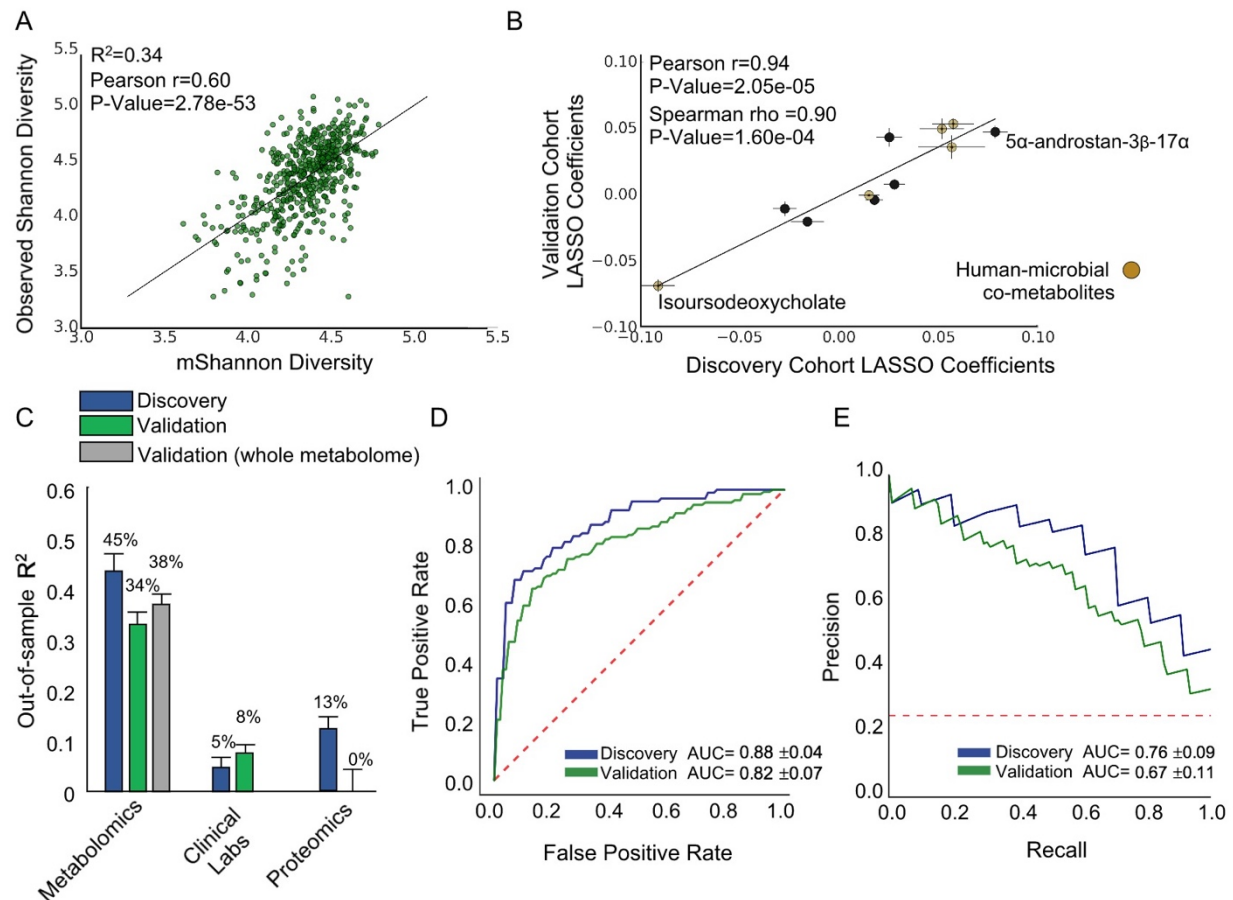 A
5.5
R²=0.34
Pearson r=0.60
P-Value=2.78e-53
5.0
4.5
4.0
3.5
3.0
Observed Shannon Diversity
3.0
3.5
4.0
4.5
5.0
5.5
mShannon Diversity
B
Pearson r=0.94
P-Value=2.05e-05
Spearman rho =0.90
P-Value=1.60e-04
0.10
0.05
0.00
−0.05
−0.10
Validaiton Cohort
LASSO Coefficients
5α-androstan-3β-17α
Human-microbial
co-metabolites
Isoursodeoxycholate
−0.10
−0.05
0.00
0.05
0.10
Discovery Cohort LASSO Coefficients
C
Discovery
Validation
Validation (whole metabolome)
0.6
0.5
0.4
0.3
0.2
0.1
0
Out-of-sample R²
45%
34%
38%
5%
8%
13%
0%
Metabolomics
Clinical
Labs
Proteomics
D
1.0
0.8
0.6
0.4
0.2
0.0
True Positive Rate
Discovery AUC= 0.88 ±0.04
Validation AUC= 0.82 ±0.07
0.0
0.2
0.4
0.6
0.8
1.0
False Positive Rate
E
1.0
0.8
0.6
0.4
0.2
0.0
Precision
Discovery AUC= 0.76 ±0.09
Validation AUC= 0.67 ±0.11
0.0
0.2
0.4
0.6
0.8
1.0
Recall